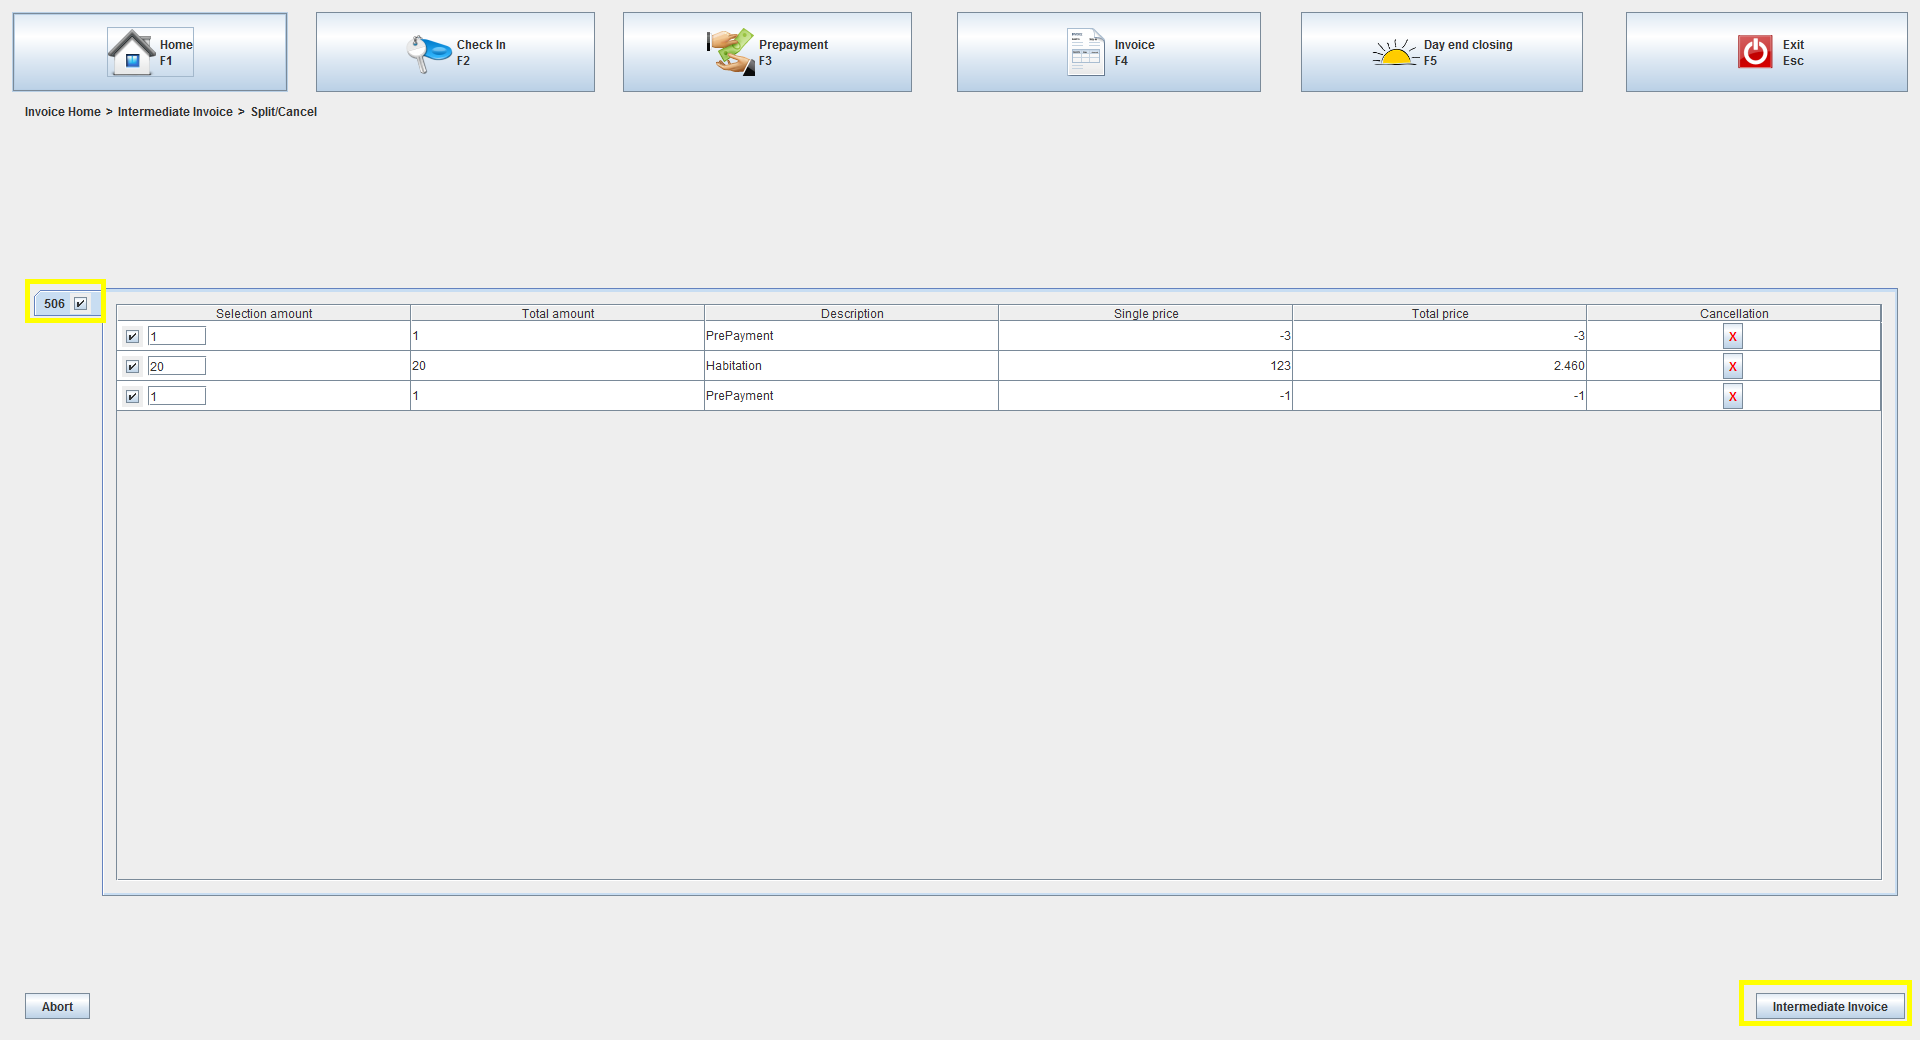 Home
F1
Check In
F2
Prepayment
F3
Invoice
F4
Day end closing
F5
Exit
Esc
Invoice Home > Intermediate Invoice > Split/Cancel
506
Selection amount Total amount Description Single price Total price Cancellation
1 1 PrePayment -3 -3 X
20 20 Habitation 123 2.460 X
1 1 PrePayment -1 -1 X
Abort Intermediate Invoice